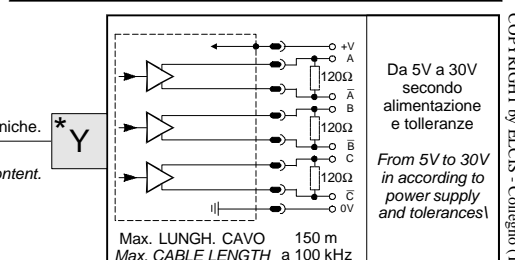 niche.
ontent.
*Y
+V
A
120Ω
A̅
B
120Ω
B̅
C
120Ω
C̅
0V
Max. LUNGH. CAVO 150 m
Max. CABLE LENGTH a 100 kHz
Da 5V a 30V
secondo
alimentazione
e tolleranze
From 5V to 30V
in according to
power supply
and tolerances\
COPYRIGHT by ELCIS - Collegno (